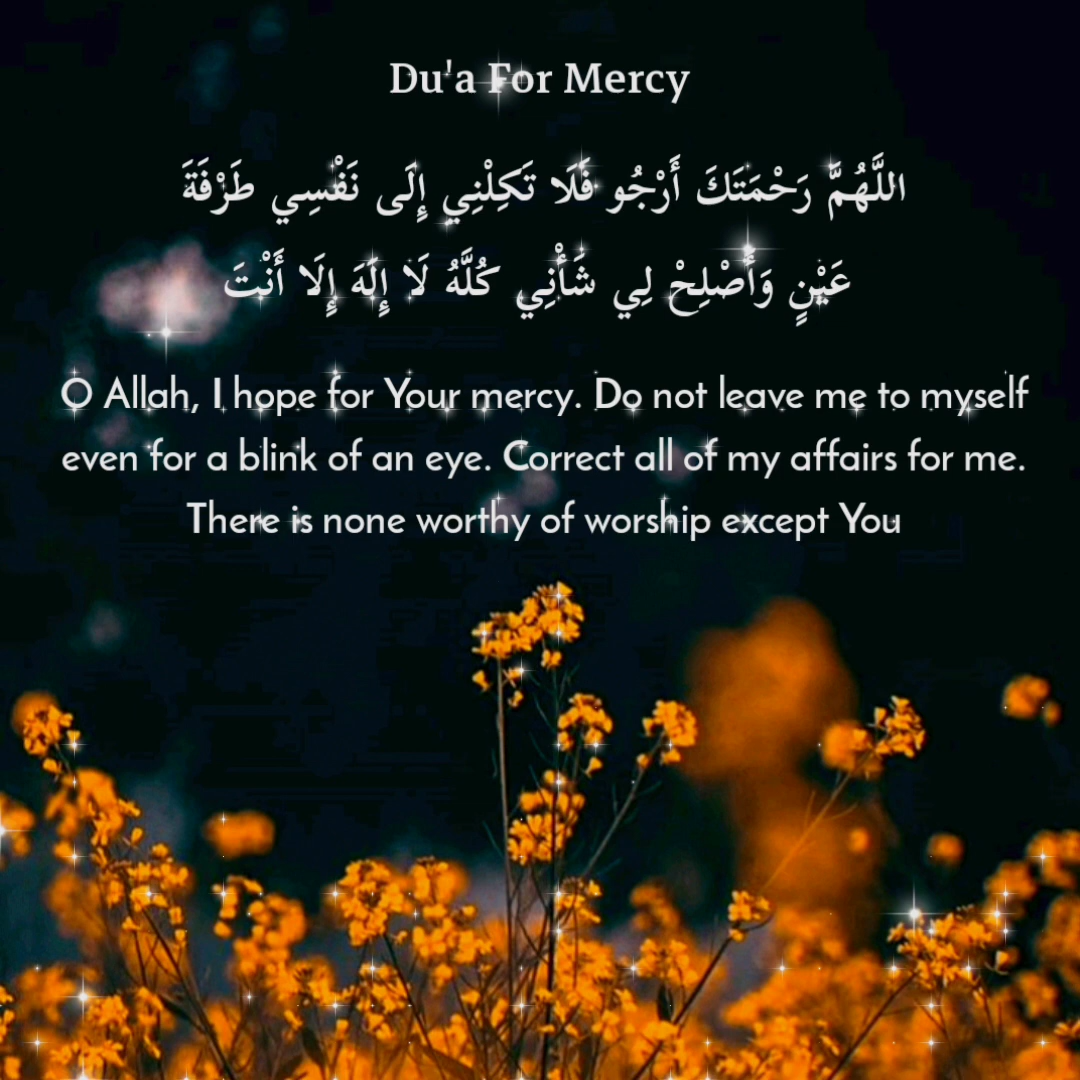 Du'a For Mercy
اللَّهُمَّ رَحْمَتَكَ أَرْجُو فَلَا تَكِلْنِي إِلَى نَفْسِي طَرْفَةَ
عَيْنٍ وَأَصْلِحْ لِي شَأْنِي كُلَّهُ لَا إِلَهَ إِلَا أَنْتَ
O Allah, I hope for Your mercy. Do not leave me to myself
even for a blink of an eye. Correct all of my affairs for me.
There is none worthy of worship except You